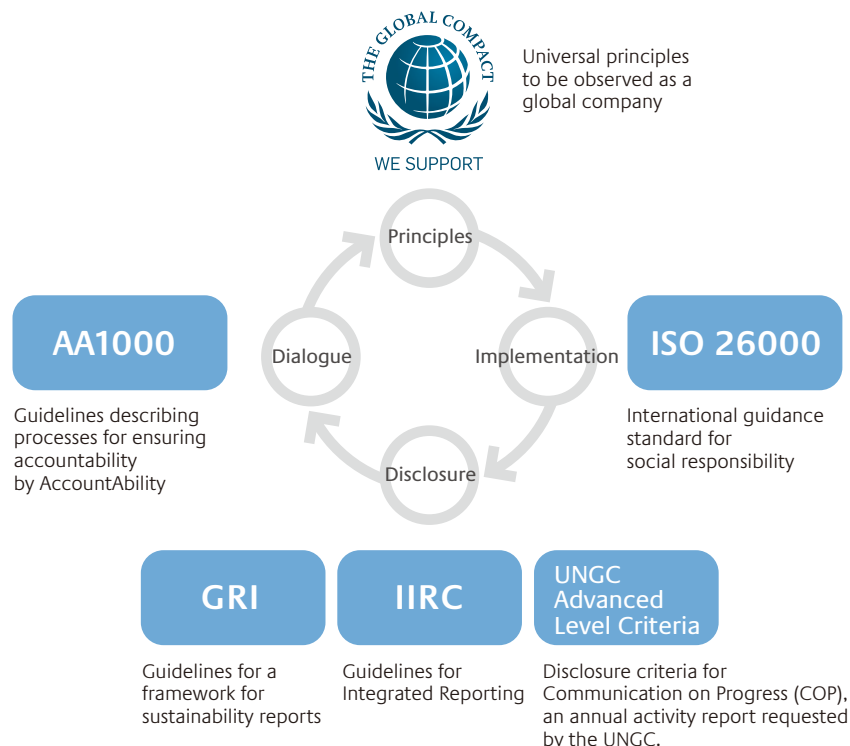 THE GLOBAL COMPACT
WE SUPPORT
Universal principles
to be observed as a
global company
Principles
Dialogue
Implementation
Disclosure
AA1000
Guidelines describing
processes for ensuring
accountability
by AccountAbility
ISO 26000
International guidance
standard for
social responsibility
GRI
Guidelines for a
framework for
sustainability reports
IIRC
Guidelines for
Integrated Reporting
UNGC
Advanced
Level Criteria
Disclosure criteria for
Communication on Progress (COP),
an annual activity report requested
by the UNGC.